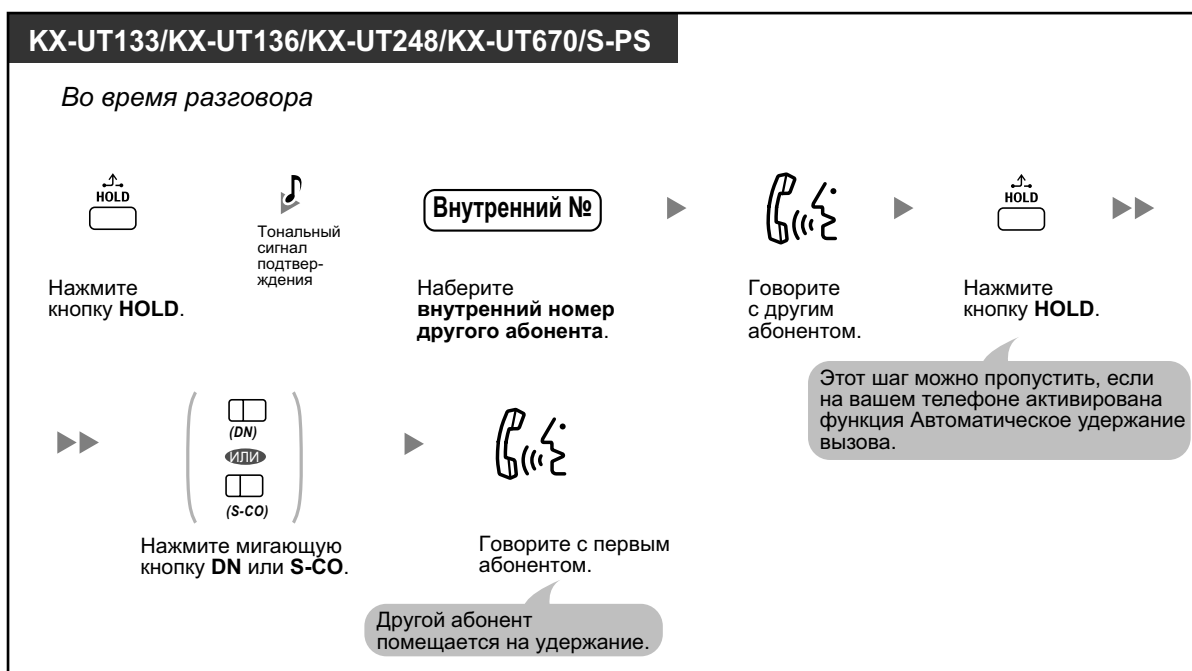 KX-UT133/KX-UT136/KX-UT248/KX-UT670/S-PS
Во время разговора
HOLD
Нажмите
кнопку HOLD.
Тональный
сигнал
подтвер-
ждения
Внутренний №
Наберите
внутренний номер
другого абонента.
Говорите
с другим
абонентом.
HOLD
Нажмите
кнопку HOLD.
Этот шаг можно пропустить, если
на вашем телефоне активирована
функция Автоматическое удержание
вызова.
(DN)
ИЛИ
(S-CO)
Нажмите мигающую
кнопку DN или S-CO.
Говорите с первым
абонентом.
Другой абонент
помещается на удержание.